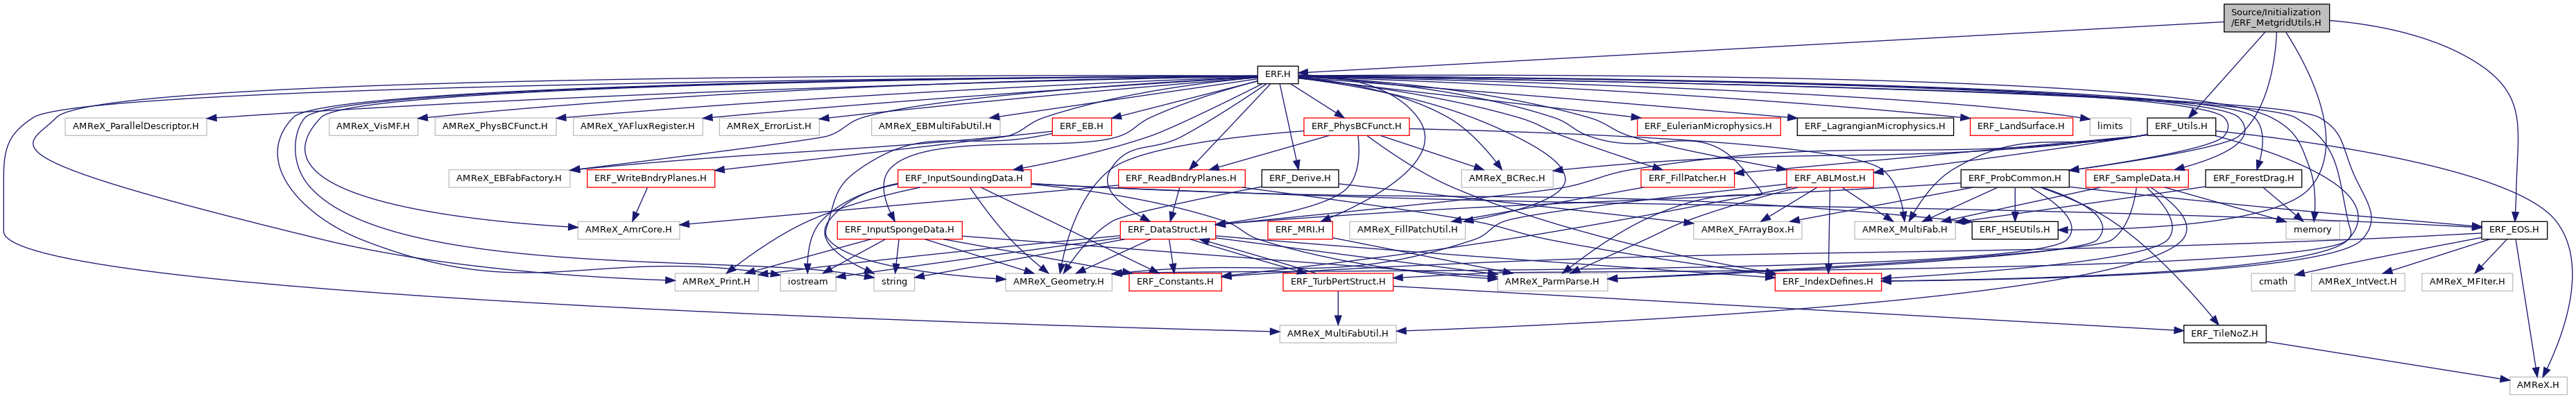 Source/Initialization
/ERF_MetgridUtils.H
ERF.H
AMReX_ParallelDescriptor.H
AMReX_VisMF.H
AMReX_PhysBCFunct.H
AMReX_YAFluxRegister.H
AMReX_ErrorList.H
AMReX_EBMultiFabUtil.H
ERF_EB.H
ERF_PhysBCFunct.H
ERF_EulerianMicrophysics.H
ERF_LagrangianMicrophysics.H
ERF_LandSurface.H
limits
ERF_Utils.H
AMReX_EBFabFactory.H
ERF_WriteBndryPlanes.H
ERF_InputSoundingData.H
ERF_ReadBndryPlanes.H
ERF_Derive.H
AMReX_BCRec.H
ERF_FillPatcher.H
ERF_ABLMost.H
ERF_ProbCommon.H
ERF_SampleData.H
ERF_ForestDrag.H
AMReX_AmrCore.H
ERF_InputSpongeData.H
ERF_DataStruct.H
ERF_MRI.H
AMReX_FillPatchUtil.H
AMReX_FArrayBox.H
AMReX_MultiFab.H
ERF_HSEUtils.H
memory
ERF_EOS.H
AMReX_Print.H
iostream
string
AMReX_Geometry.H
ERF_Constants.H
ERF_TurbPertStruct.H
AMReX_ParmParse.H
ERF_IndexDefines.H
cmath
AMReX_IntVect.H
AMReX_MFIter.H
AMReX_MultiFabUtil.H
ERF_TileNoZ.H
AMReX.H